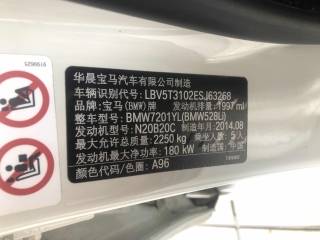 华晨宝马汽车有限公司制造
车辆识别代号: LBV5T3102ESJ63268
品牌: 宝马(BMW)牌 发动机排量: 1997 ml
整车型号: BMW7201YL(BMW528Li)
发动机型号: N20B20C 制造年月: 2014.08
最大允许总质量: 2250 kg 乘坐人数: 5人
发动机最大净功率: 180 kW 制造国: 中国
颜色代码/色号: A96